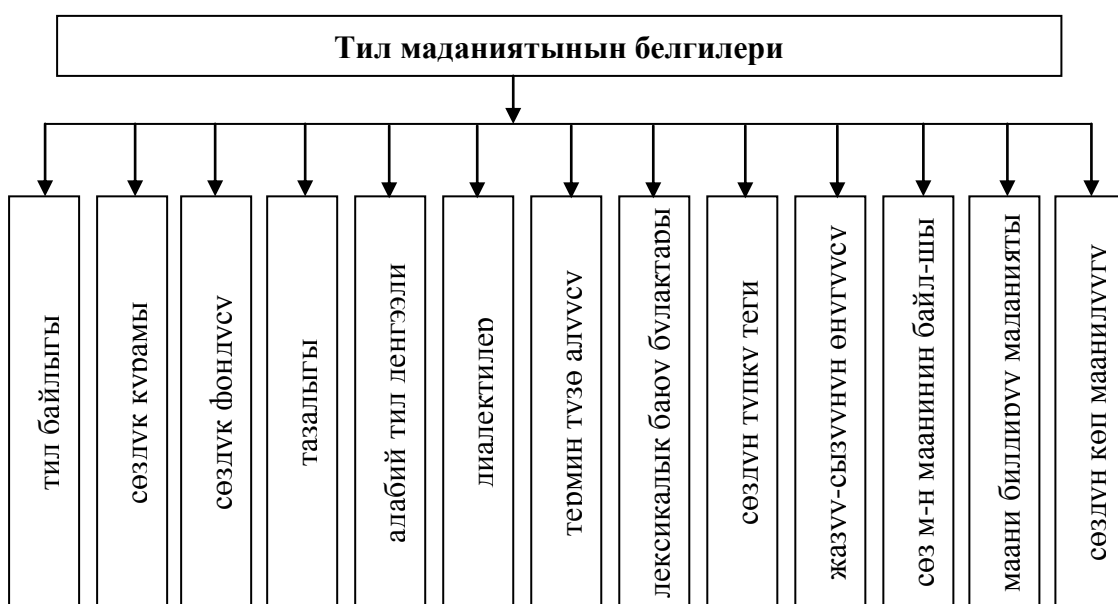 Тил маданиятынын белгилери
тил байлыгы
сөздүк курамы
сөздүк фондусу
тазалыгы
адабий тил деңгээли
диалектилер
термин түзө алуусу
лексикалык баюу булактары
сөздүн түпкү теги
жазуу-сызуунун өнүгүүсү
сөз м-н маанинин байл-шы
маани билдирүү маданияты
сөздүн көп маанилүүлүгү